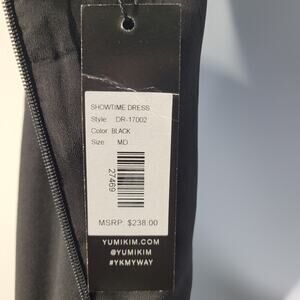 SHOWTIME DRESS
Style: DR-17002
Color: BLACK
Size: MD
27469
MSRP: $238.00
YUMIKIM.COM
@YUMIKIM
#YKMYWAY